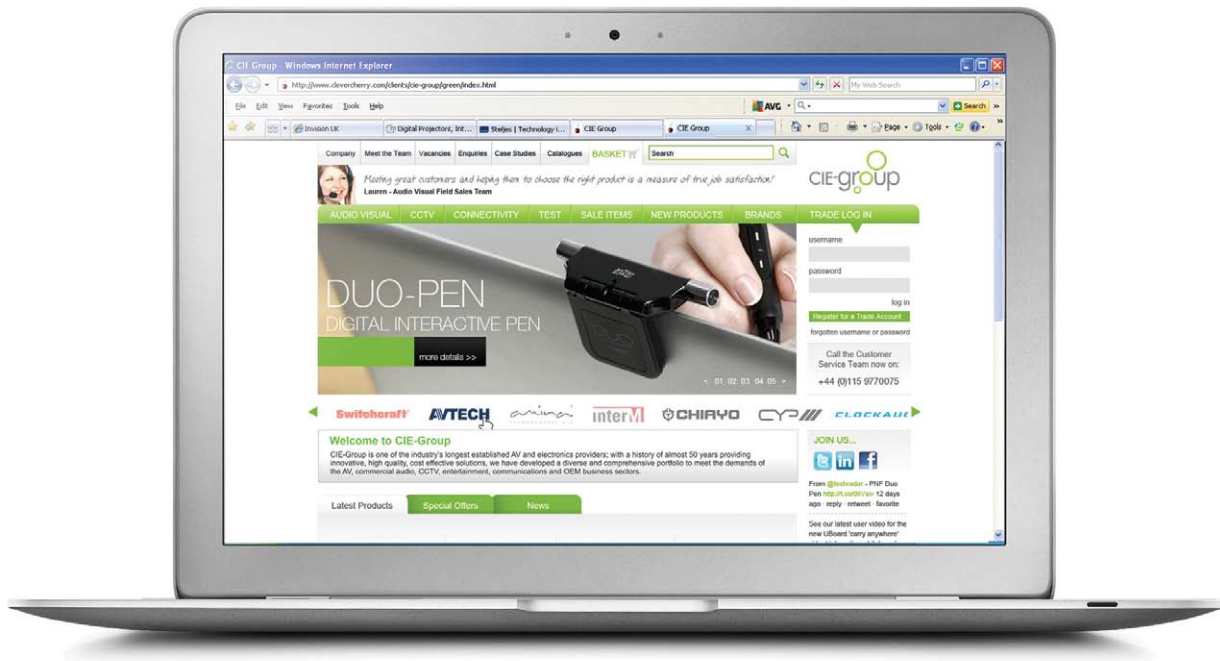 CIE Group - Windows Internet Explorer
http://www.clevercherry.com/clients/cie-group/green/index.html
My Web Search
File Edit View Favorites Tools Help
AVG
Search
Invision UK
Digital Projectors, Int...
Steljes | Technology i...
CIE Group
CIE Group
Page
Tools
Company Meet the Team Vacancies Enquiries Case Studies Catalogues BASKET Search
CIE-group
Meeting great customers and helping them to choose the right product is a measure of true job satisfaction!
Lauren - Audio Visual Field Sales Team
AUDIO VISUAL CCTV CONNECTIVITY TEST SALE ITEMS NEW PRODUCTS BRANDS TRADE LOG IN
username
password
log in
Register for a Trade Account
forgotten username or password
Call the Customer
Service Team now on:
+44 (0)115 9770075
DUO-PEN
DIGITAL INTERACTIVE PEN
more details >>
< 01 02 03 04 05 >
Switchcraft AVTECH amina interM CHIAYO CYP CLOCKAUD
Welcome to CIE-Group
CIE-Group is one of the industry's longest established AV and electronics providers; with a history of almost 50 years providing
innovative, high quality, cost effective solutions, we have developed a diverse and comprehensive portfolio to meet the demands of
the AV, commercial audio, CCTV, entertainment, communications and OEM business sectors.
Latest Products Special Offers News
JOIN US...
in f
- PNF Duo
Pen 12 days
ago · reply · retweet · favorite
See our latest user video for the
new UBoard 'carry anywhere'